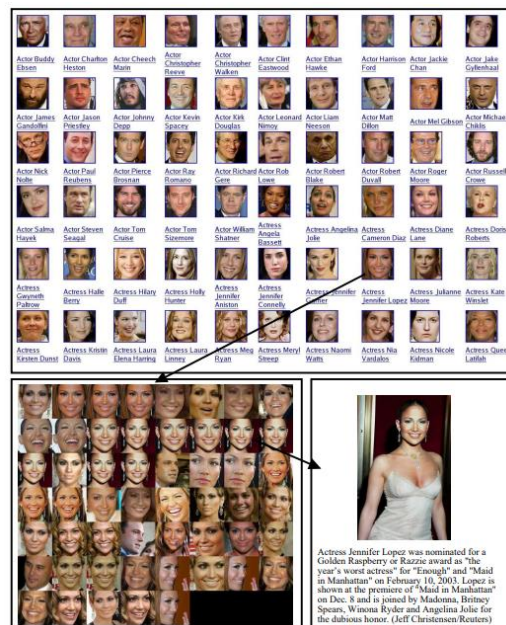 Actor Buddy Ebsen
Actor Charlton Heston
Actor Cheech Marin
Actor Christopher Reeve
Actor Christopher Walken
Actor Clint Eastwood
Actor Ethan Hawke
Actor Harrison Ford
Actor Jackie Chan
Actor Jake Gyllenhaal
Actor James Gandolfini
Actor Jason Priestley
Actor Johnny Depp
Actor Kevin Spacey
Actor Kirk Douglas
Actor Leonard Nimoy
Actor Liam Neeson
Actor Matt Dillon
Actor Mel Gibson
Actor Michael Chiklis
Actor Nick Nolte
Actor Paul Reubens
Actor Pierce Brosnan
Actor Ray Romano
Actor Richard Gere
Actor Rob Lowe
Actor Robert Blake
Actor Robert Duvall
Actor Roger Moore
Actor Russell Crowe
Actor Salma Hayek
Actor Steven Seagal
Actor Tom Cruise
Actor Tom Sizemore
Actor William Shatner
Actress Angela Bassett
Actress Angelina Jolie
Actress Cameron Diaz
Actress Diane Lane
Actress Doris Roberts
Actress Gwyneth Paltrow
Actress Halle Berry
Actress Hilary Duff
Actress Holly Hunter
Actress Jennifer Aniston
Actress Jennifer Connelly
Actress Jennifer Garner
Actress Jennifer Lopez
Actress Julianne Moore
Actress Kate Winslet
Actress Kirsten Dunst
Actress Kristin Davis
Actress Laura Elena Harring
Actress Laura Linney
Actress Meg Ryan
Actress Meryl Streep
Actress Naomi Watts
Actress Nia Vardalos
Actress Nicole Kidman
Actress Queen Latifah
Actress Jennifer Lopez was nominated for a
Golden Raspberry or Razzie award as "the
year's worst actress" for "Enough" and "Maid
in Manhattan" on February 10, 2003. Lopez is
shown at the premiere of "Maid in Manhattan"
on Dec. 8 and is joined by Madonna, Britney
Spears, Winona Ryder and Angelina Jolie for
the dubious honor. (Jeff Christensen/Reuters)